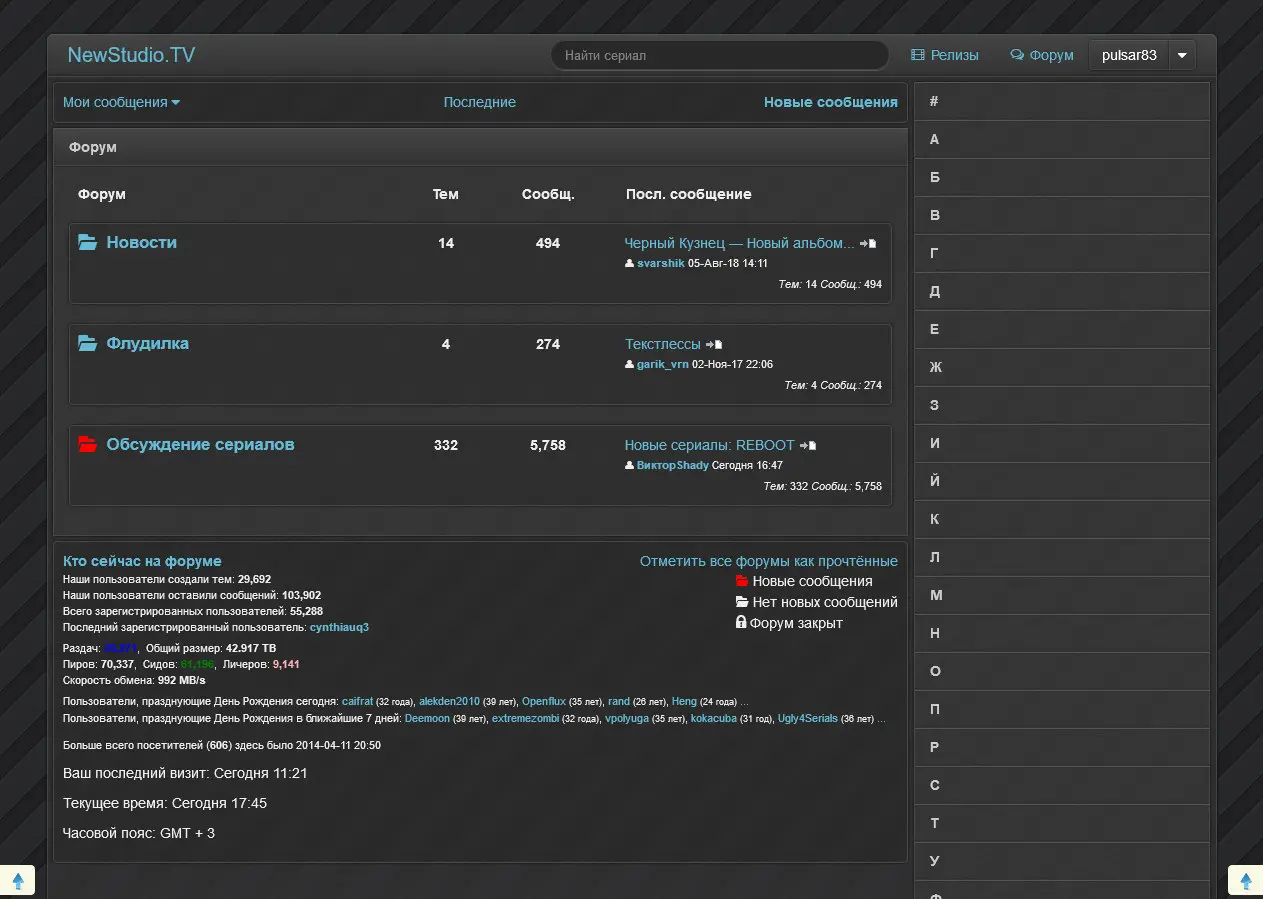 NewStudio.TV
Найти сериал
Релизы
Форум
pulsar83
Мои сообщения
Последние
Новые сообщения
Форум
Форум Тем Сообщ. Посл. сообщение
Новости 14 494 Черный Кузнец — Новый альбом...
svarshik 05-Авг-18 14:11
Тем: 14 Сообщ.: 494
Флудилка 4 274 Текстлессы
garik_vrn 02-Ноя-17 22:06
Тем: 4 Сообщ.: 274
Обсуждение сериалов 332 5,758 Новые сериалы: REBOOT
ВикторShady Сегодня 16:47
Тем: 332 Сообщ.: 5,758
Кто сейчас на форуме
Наши пользователи создали тем: 29,692
Наши пользователи оставили сообщений: 103,902
Всего зарегистрированных пользователей: 55,288
Последний зарегистрированный пользователь: cynthiauq3
Раздач: , Общий размер: 42.917 TB
Пиров: 70,337, Сидов: 61,196, Личеров: 9,141
Скорость обмена: 992 MB/s
Пользователи, празднующие День Рождения сегодня: caifrat (32 года), alekden2010 (39 лет), Openflux (35 лет), rand (26 лет), Heng (24 года) ...
Пользователи, празднующие День Рождения в ближайшие 7 дней: Deemoon (39 лет), extremezombi (32 года), vpolyuga (35 лет), kokacuba (31 год), Ugly4Serials (36 лет) ...
Больше всего посетителей (606) здесь было 2014-04-11 20:50
Ваш последний визит: Сегодня 11:21
Текущее время: Сегодня 17:45
Часовой пояс: GMT + 3
Отметить все форумы как прочтённые
Новые сообщения
Нет новых сообщений
Форум закрыт
#
А
Б
В
Г
Д
Е
Ж
З
И
Й
К
Л
М
Н
О
П
Р
С
Т
У
Ф